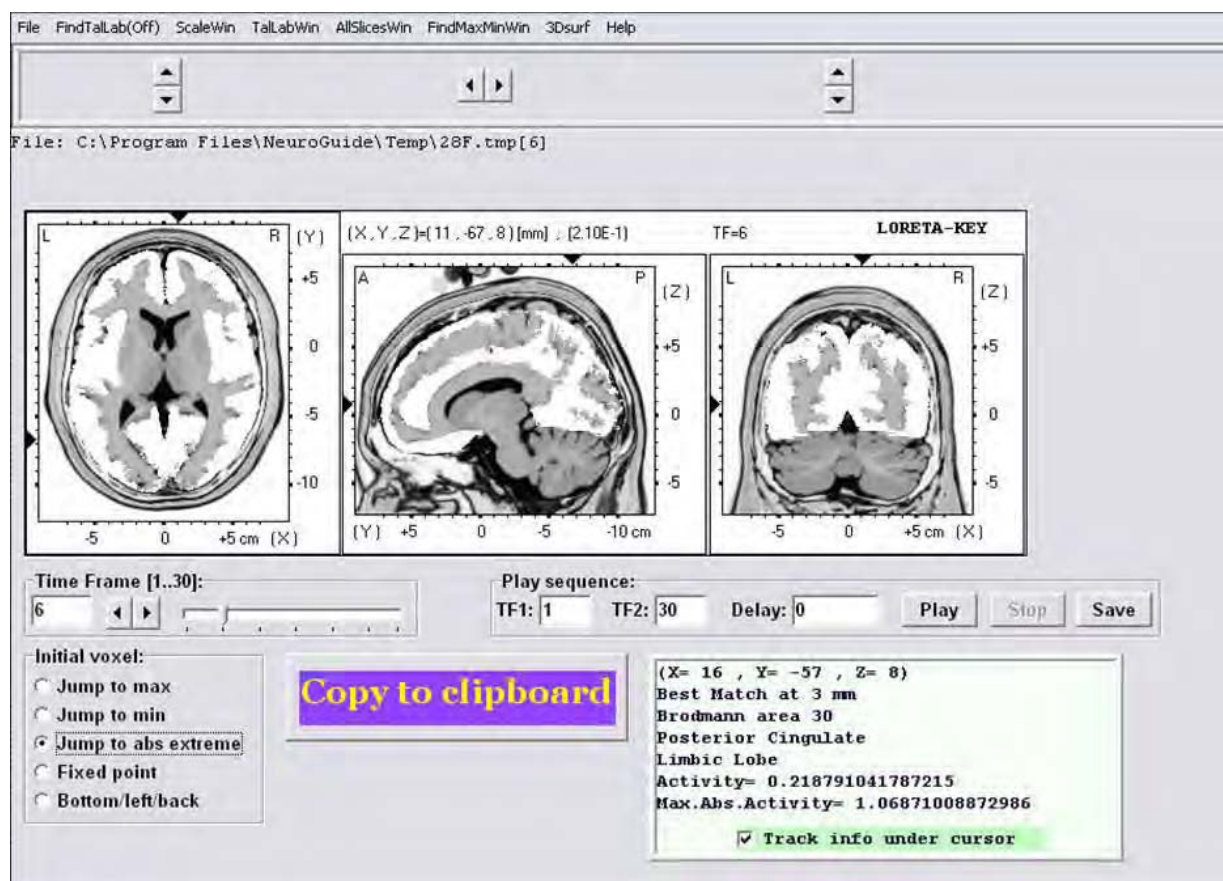 File FindTalLab(Off) ScaleWin TalLabWin AllSlicesWin FindMaxMinWin 3Dsurf Help
File: C:\Program Files\NeuroGuide\Temp\28F.tmp[6]
(X,Y,Z)=(11,-67,8)[mm] ; (2.10E-1) TF=6 LORETA-KEY
L R (Y)
+5
0
-5
-10
-5 0 +5 cm (X)
A P (Z)
+5
0
-5
(Y) +5 0 -5 -10 cm
L R (Z)
+5
0
-5
-5 0 +5 cm (X)
Time Frame [1..30]:
6
Play sequence:
TF1: 1 TF2: 30 Delay: 0 Play Stop Save
Initial voxel:
Jump to max
Jump to min
Jump to abs extreme
Fixed point
Bottom/left/back
Copy to clipboard
(X= 16 , Y= -57 , Z= 8)
Best Match at 3 mm
Brodmann area 30
Posterior Cingulate
Limbic Lobe
Activity= 0.218791041787215
Max.Abs.Activity= 1.06871008872986
Track info under cursor